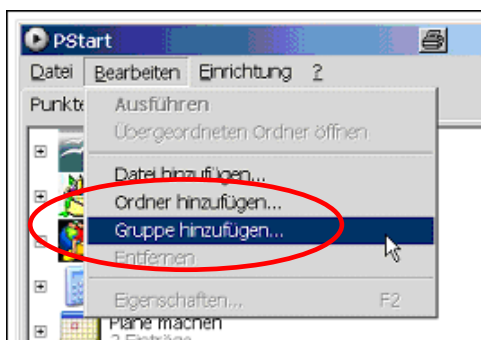 PStart
Datei Bearbeiten Einrichtung ?
Punkte
Ausführen
Übergeordneten Ordner öffnen
Datei hinzufügen...
Ordner hinzufügen...
Gruppe hinzufügen...
Entfernen
Eigenschaften... F2
Pläne machen
2 Einträge